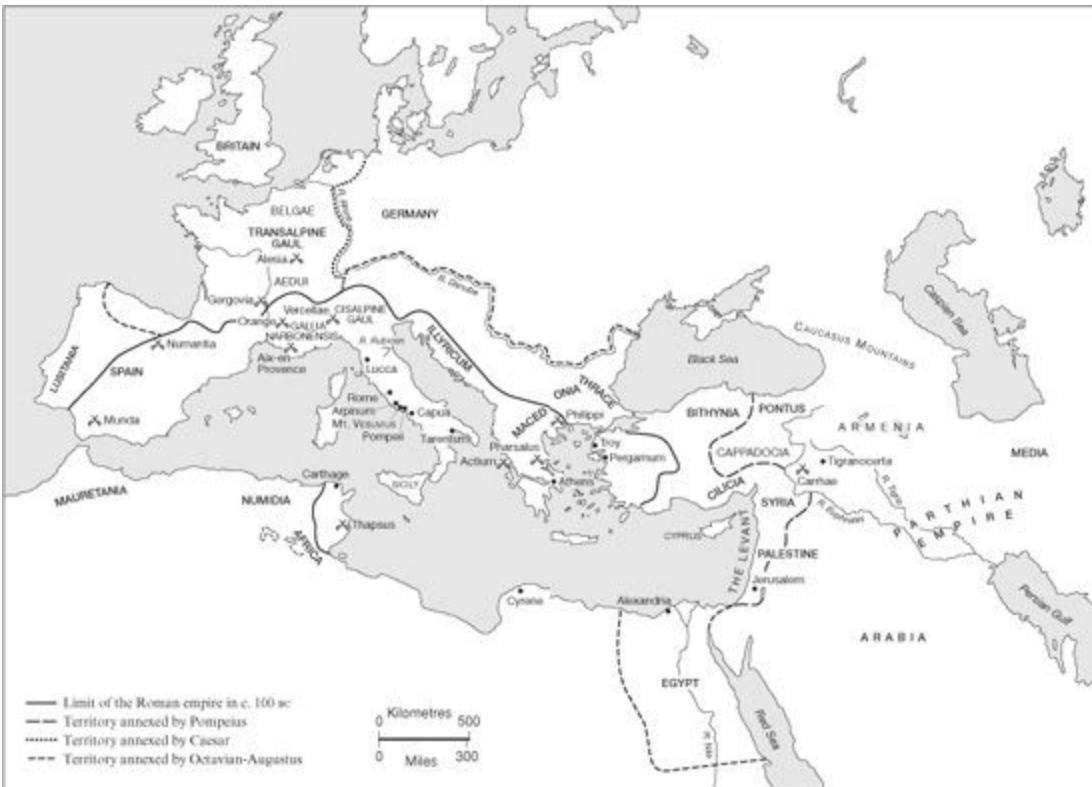 BRITAIN
BELGAE
GERMANY
R. Rhine
TRANSALPINE
GAUL
Alesia
AEDUI
R. Danube
Gergovia
Vercellae
CISALPINE
GAUL
Orange
GALLIA
NARBONENSIS
Aix-en-
Provence
R. Rubicon
Lucca
ILLYRICUM
Numantia
LUSITANIA
SPAIN
Munda
Rome
Arpinum
MT. VESUVIUS
Pompeii
Capua
Tarentum
MACEDONIA
THRACE
Philippi
Pharsalus
Actium
Troy
Pergamum
Athens
Black Sea
CAUCASUS MOUNTAINS
Caspian Sea
BITHYNIA
PONTUS
ARMENIA
CAPPADOCIA
Tigranocerta
MEDIA
Carrhae
CILICIA
SYRIA
R. Tigris
R. Euphrates
PARTHIAN
EMPIRE
MAURETANIA
NUMIDIA
Carthage
SICILY
Thapsus
AFRICA
CYPRUS
THE LEVANT
PALESTINE
Jerusalem
Cyrene
Alexandria
Persian Gulf
ARABIA
EGYPT
R. Nile
Red Sea
Limit of the Roman empire in c. 100 BC
Territory annexed by Pompeius
Territory annexed by Caesar
Territory annexed by Octavian-Augustus
0 Kilometres 500
0 Miles 300